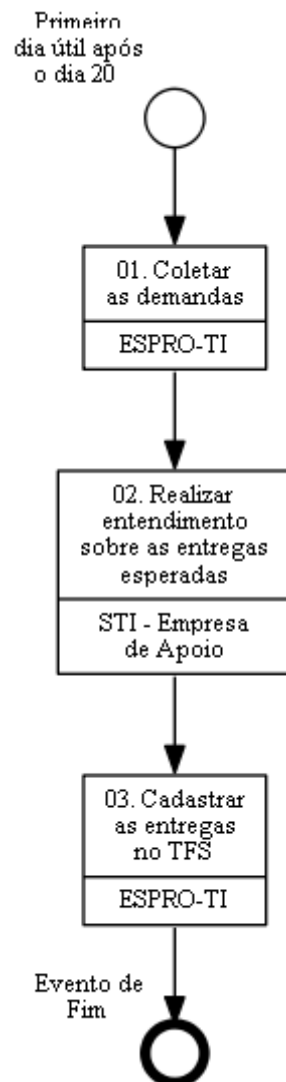 Primeiro
dia útil após
o dia 20
01. Coletar
as demandas
ESPRO-TI
02. Realizar
entendimento
sobre as entregas
esperadas
STI - Empresa
de Apoio
03. Cadastrar
as entregas
no TFS
ESPRO-TI
Evento de
Fim